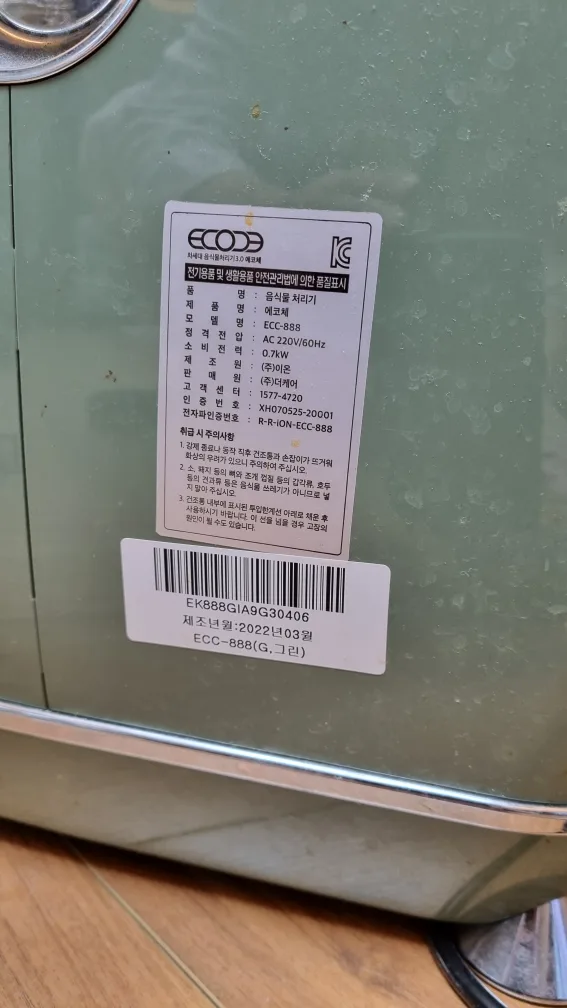 ECOCE
차세대 음식물처리기3.0 에코체
전기용품 및 생활용품 안전관리법에 의한 품질표시
품 명 : 음식물 처리기
제 품 명 : 에코체
모 델 명 : ECC-888
정 격 전 압 : AC 220V/60Hz
소 비 전 력 : 0.7kW
제 조 원 : (주)이온
판 매 원 : (주)더케어
고 객 센 터 : 1577-4720
인 증 번 호 : XH070525-20001
전자파인증번호 : R-R-iON-ECC-888
취급 시 주의사항
1. 강제 종료나 동작 직후 건조통과 손잡이가 뜨거워
화상의 우려가 있으니 주의하여 주십시오.
2. 소, 돼지 등의 뼈와 조개 껍질 등의 갑각류, 호두
등의 견과류 등은 음식물 쓰레기가 아니므로 넣
지 말아 주십시오.
3. 건조통 내부에 표시된 투입한계선 아래로 채운 후
사용하시기 바랍니다. 이 선을 넘을 경우 고장의
원인이 될 수도 있습니다.
EK888GIA9G30406
제조년월:2022년03월
ECC-888(G.그린)